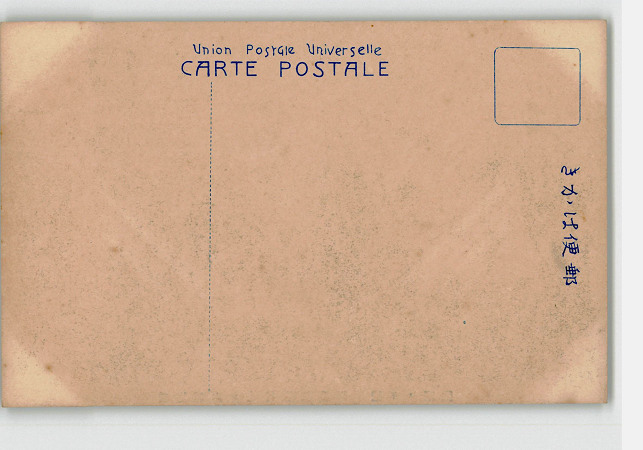 Union Postale Universelle
CARTE POSTALE
郵便はかき